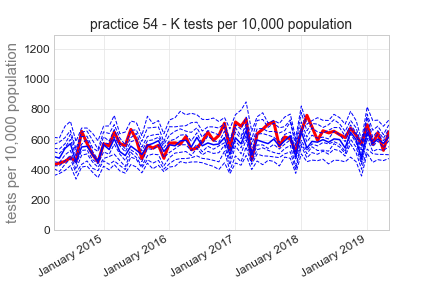 practice 54 - K tests per 10,000 population
tests per 10,000 population
1200
1000
800
600
400
200
0
January 2015
January 2016
January 2017
January 2018
January 2019